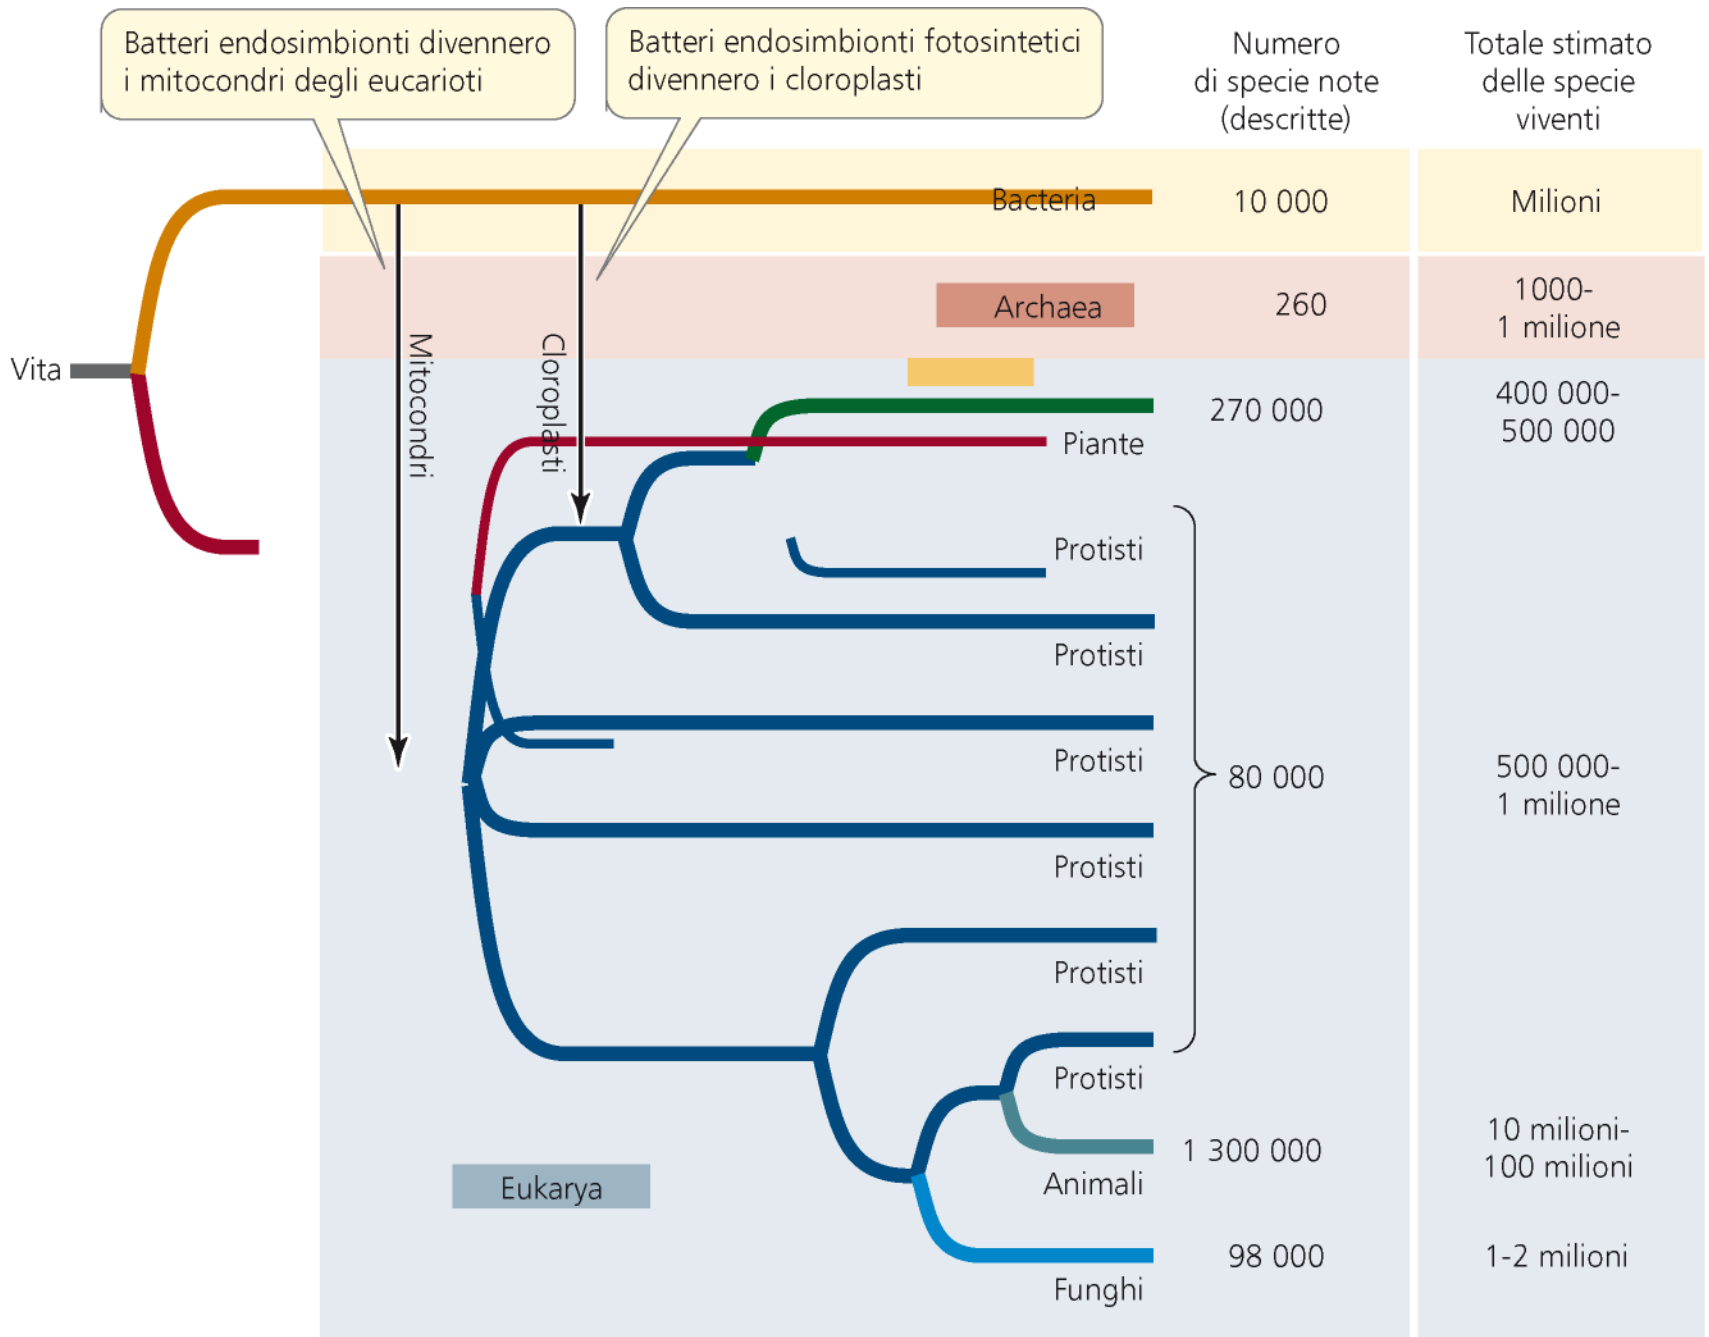 Batteri endosimbionti divennero
i mitocondri degli eucarioti
Batteri endosimbionti fotosintetici
divennero i cloroplasti
Numero
di specie note
(descritte)
Totale stimato
delle specie
viventi
Bacteria
10 000
Milioni
Archaea
260
1000-
1 milione
Vita
Mitocondri
Cloroplasti
270 000
400 000-
500 000
Piante
Protisti
Protisti
Protisti
80 000
500 000-
1 milione
Protisti
Protisti
Protisti
1 300 000
10 milioni-
100 milioni
Animali
Eukarya
98 000
1-2 milioni
Funghi